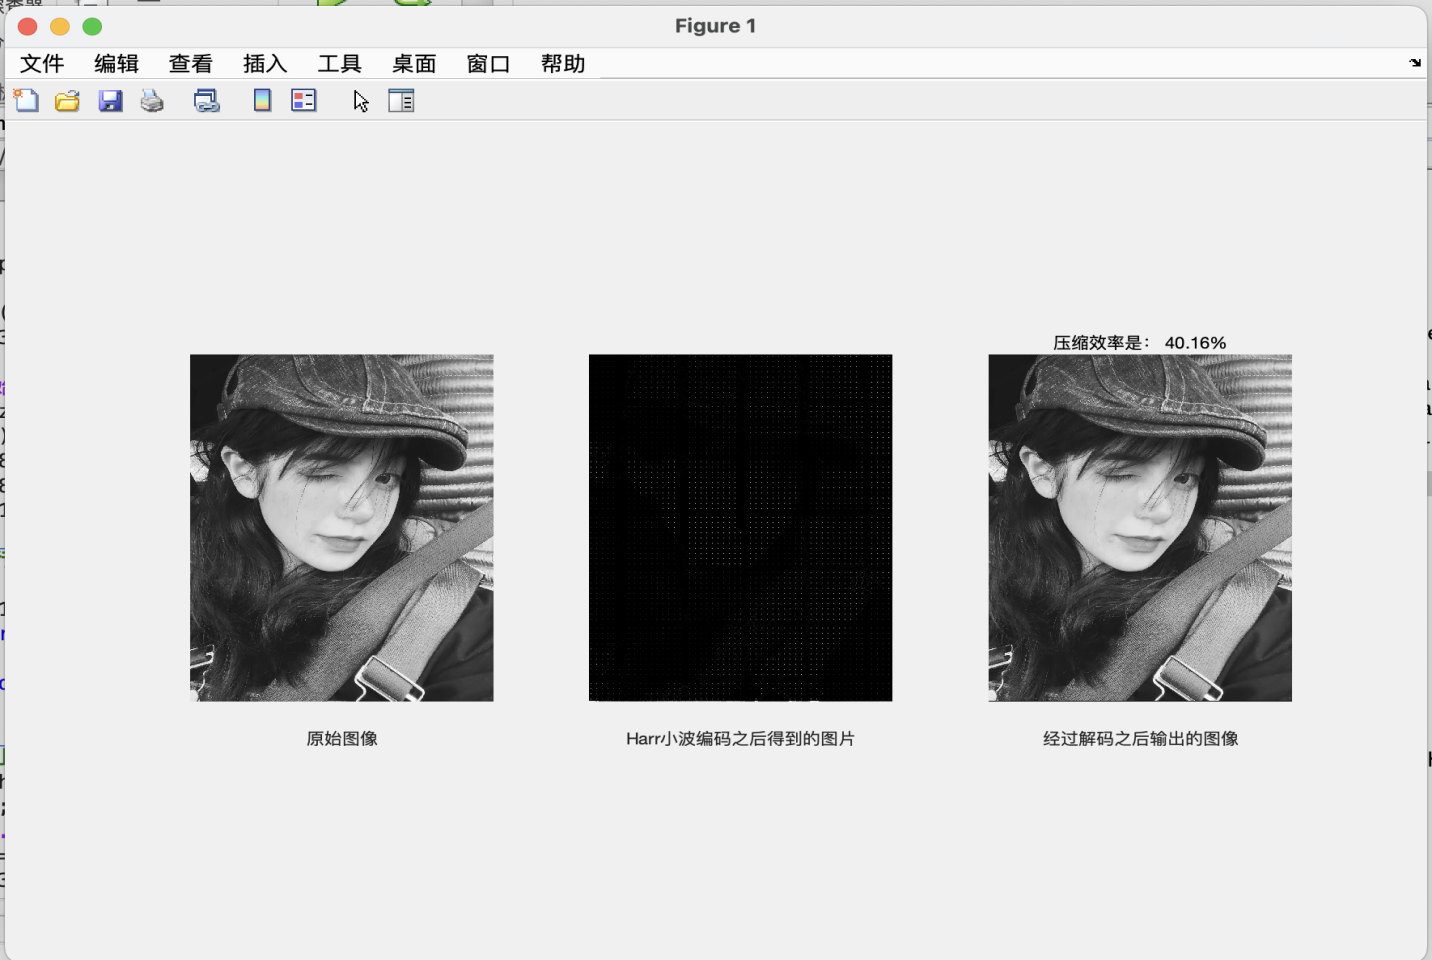 Figure 1
文件 编辑 查看 插入 工具 桌面 窗口 帮助
压缩效率是: 40.16%
原始图像
Harr小波编码之后得到的图片
经过解码之后输出的图像